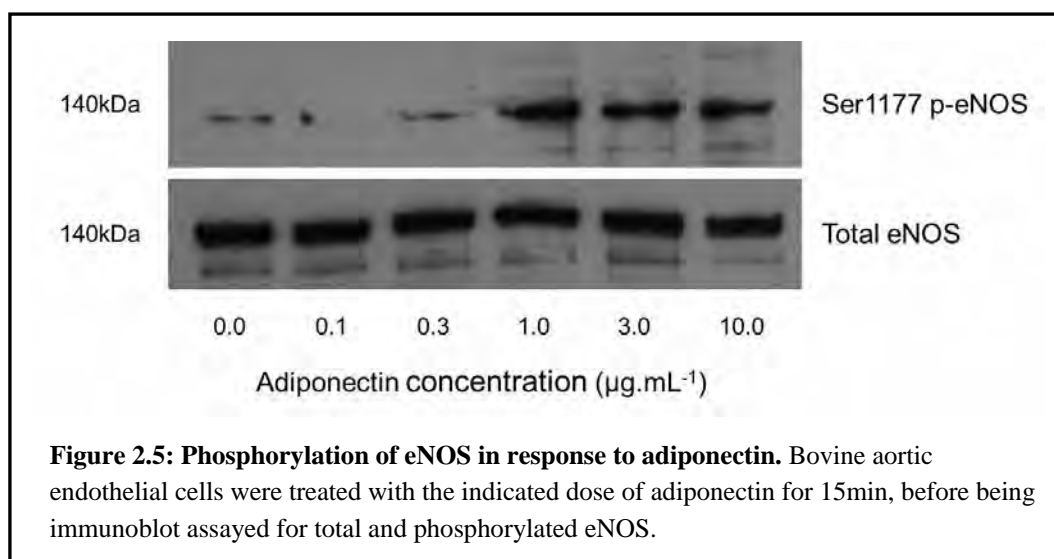 140kDa
Ser1177 p-eNOS
140kDa
Total eNOS
0.0 0.1 0.3 1.0 3.0 10.0
Adiponectin concentration (µg.mL⁻¹)
Figure 2.5: Phosphorylation of eNOS in response to adiponectin. Bovine aortic
endothelial cells were treated with the indicated dose of adiponectin for 15min, before being
immunoblot assayed for total and phosphorylated eNOS.